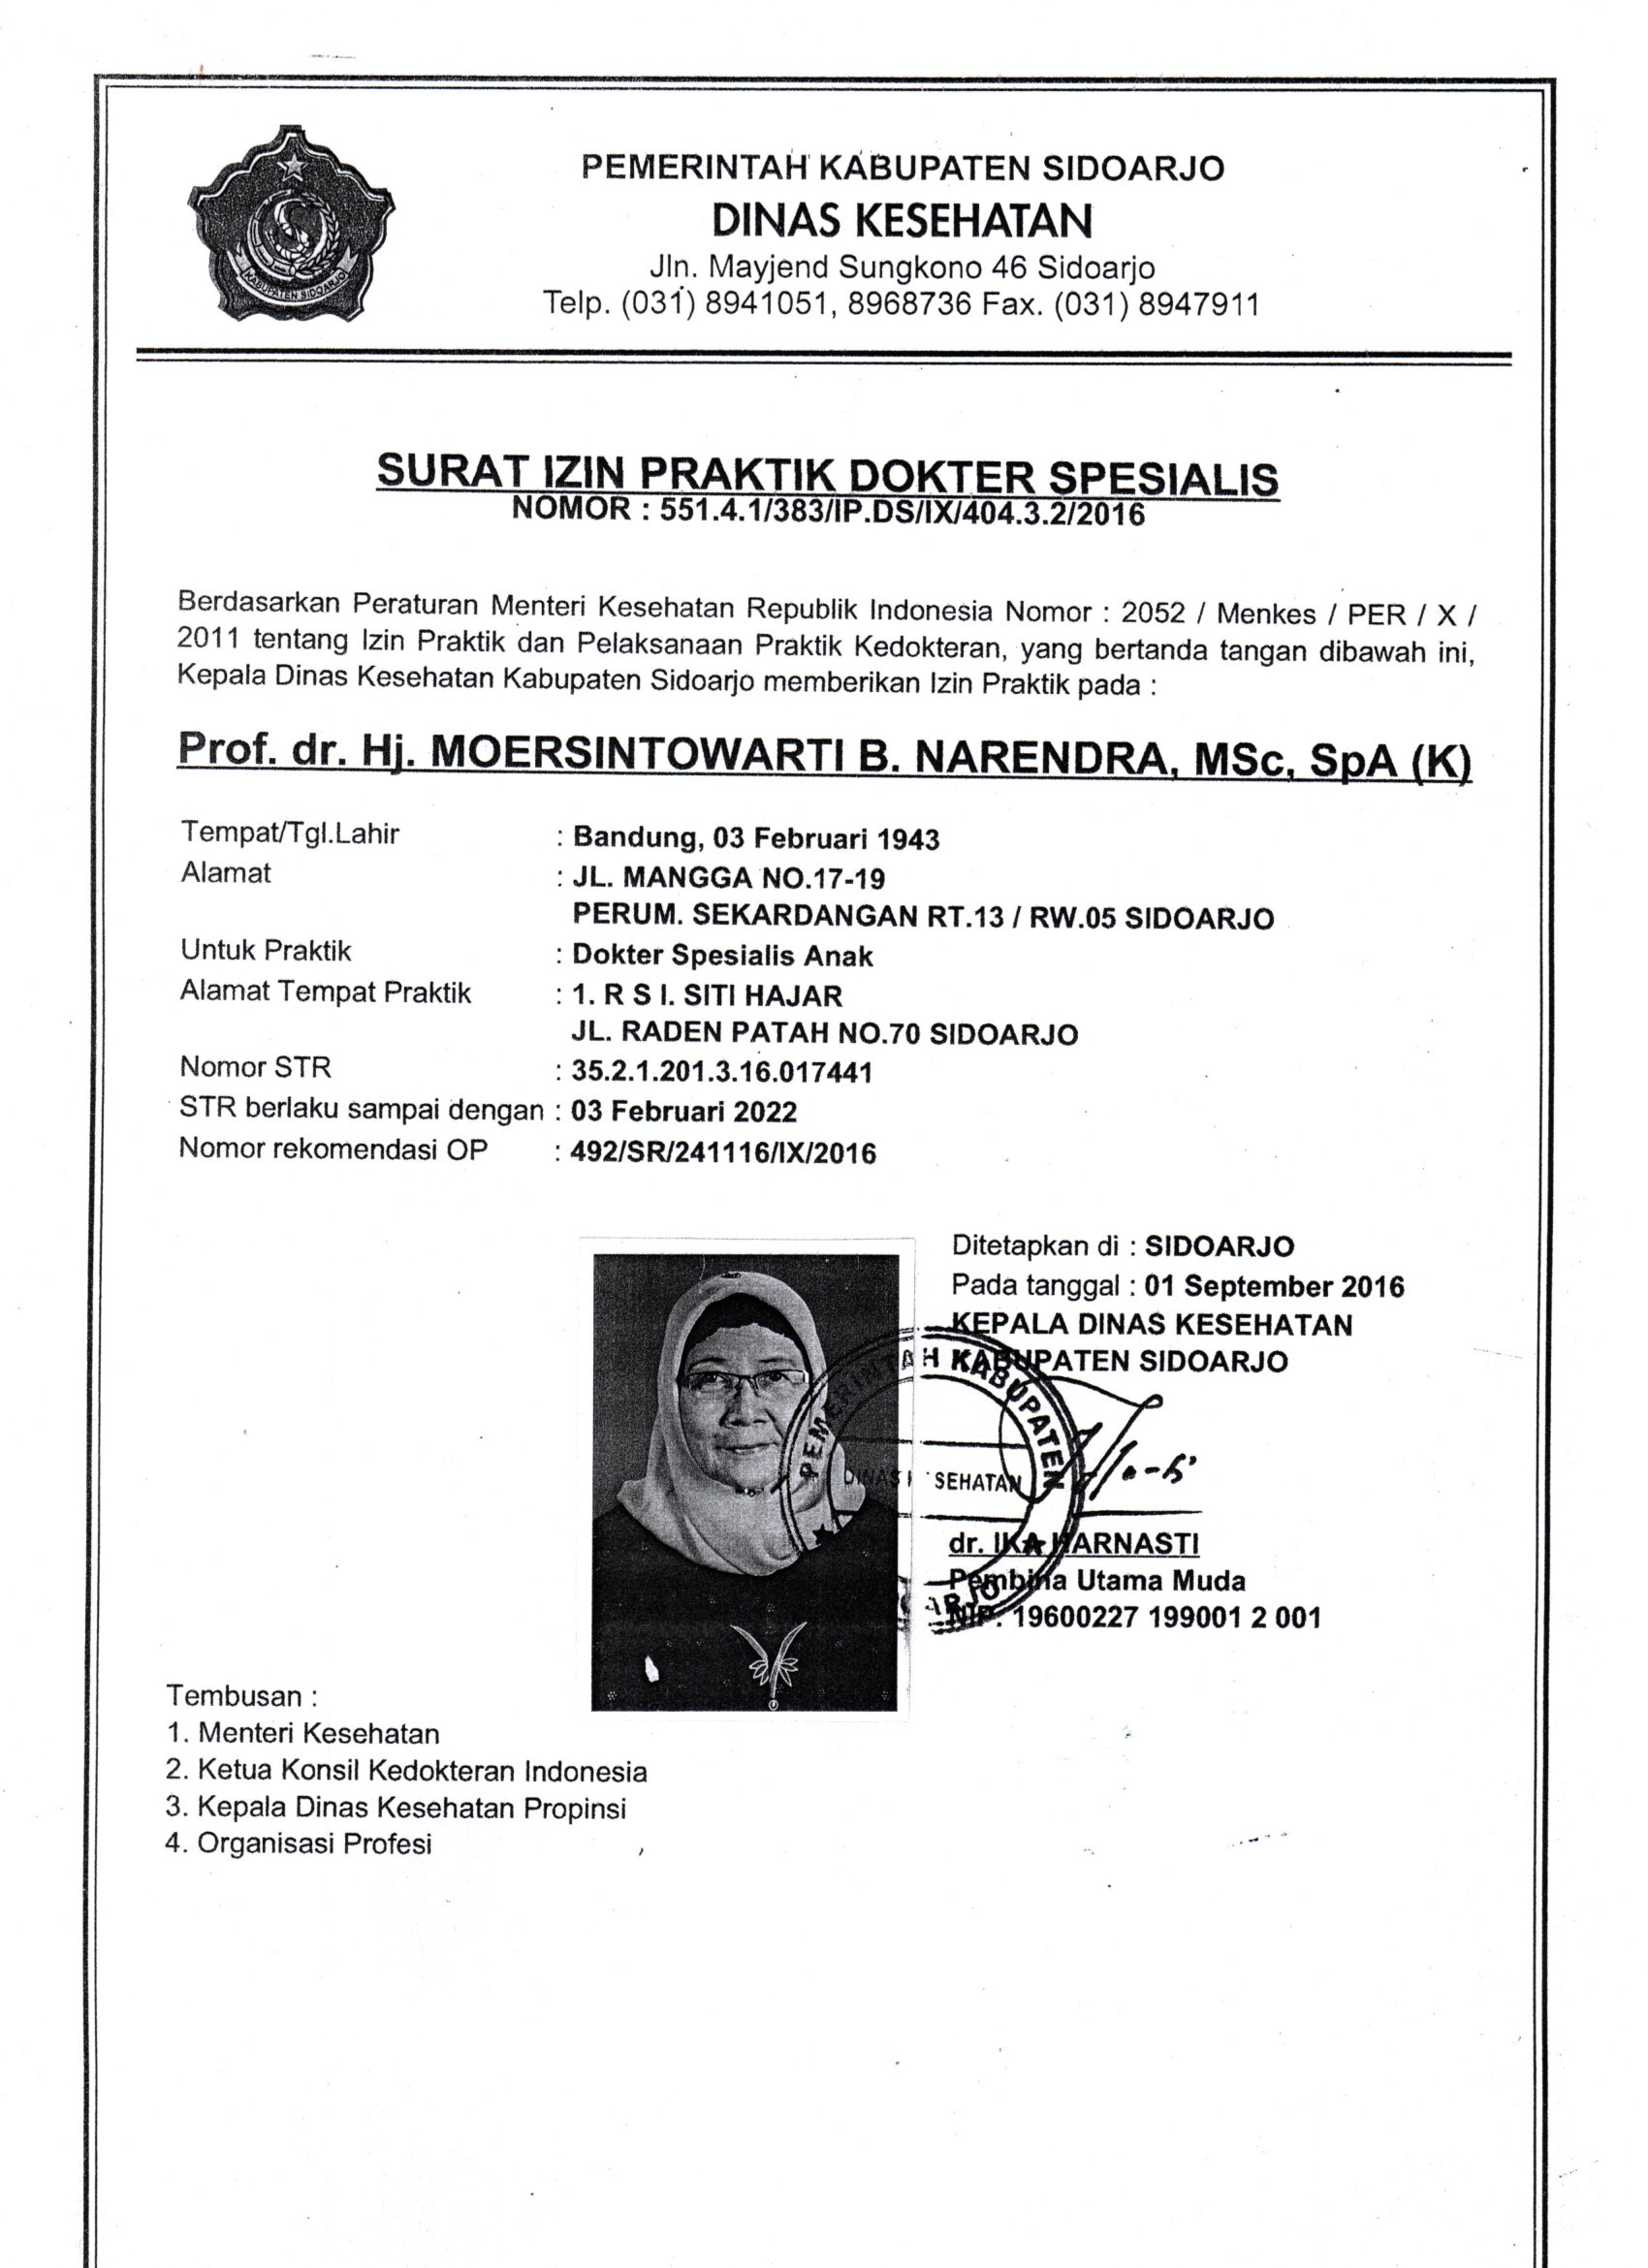 KABUPATEN SIDOARJO
PEMERINTAH KABUPATEN SIDOARJO
DINAS KESEHATAN
Jln. Mayjend Sungkono 46 Sidoarjo
Telp. (031) 8941051, 8968736 Fax. (031) 8947911
SURAT IZIN PRAKTIK DOKTER SPESIALIS
NOMOR : 551.4.1/383/IP.DS/IX/404.3.2/2016
Berdasarkan Peraturan Menteri Kesehatan Republik Indonesia Nomor : 2052 / Menkes / PER / X /
2011 tentang Izin Praktik dan Pelaksanaan Praktik Kedokteran, yang bertanda tangan dibawah ini,
Kepala Dinas Kesehatan Kabupaten Sidoarjo memberikan Izin Praktik pada :
Prof. dr. Hj. MOERSINTOWARTI B. NARENDRA, MSc, SpA (K)
Tempat/Tgl.Lahir : Bandung, 03 Februari 1943
Alamat : JL. MANGGA NO.17-19
PERUM. SEKARDANGAN RT.13 / RW.05 SIDOARJO
Untuk Praktik : Dokter Spesialis Anak
Alamat Tempat Praktik : 1. R S I. SITI HAJAR
JL. RADEN PATAH NO.70 SIDOARJO
Nomor STR : 35.2.1.201.3.16.017441
STR berlaku sampai dengan : 03 Februari 2022
Nomor rekomendasi OP : 492/SR/241116/IX/2016
Ditetapkan di : SIDOARJO
Pada tanggal : 01 September 2016
KEPALA DINAS KESEHATAN
KABUPATEN SIDOARJO
PEMERINTAH KABUPATEN
DINAS KESEHATAN
dr. IKA HARNASTI
Pembina Utama Muda
NIP. 19600227 199001 2 001
Tembusan :
1. Menteri Kesehatan
2. Ketua Konsil Kedokteran Indonesia
3. Kepala Dinas Kesehatan Propinsi
4. Organisasi Profesi